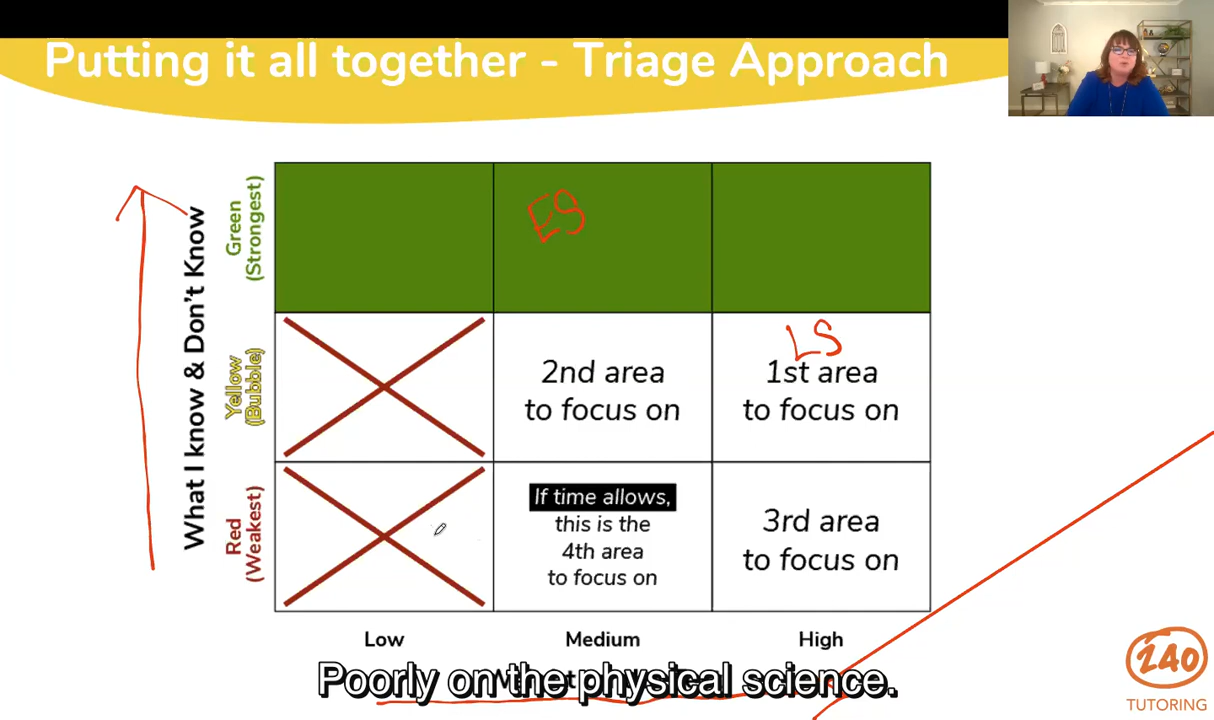 Putting it all together - Triage Approach
What I know & Don't Know
Green
(Strongest)
ES
Yellow
(Bubble)
2nd area
to focus on
LS
1st area
to focus on
Red
(Weakest)
If time allows,
this is the
4th area
to focus on
3rd area
to focus on
Low
Medium
High
Poorly on the physical science.
240
TUTORING